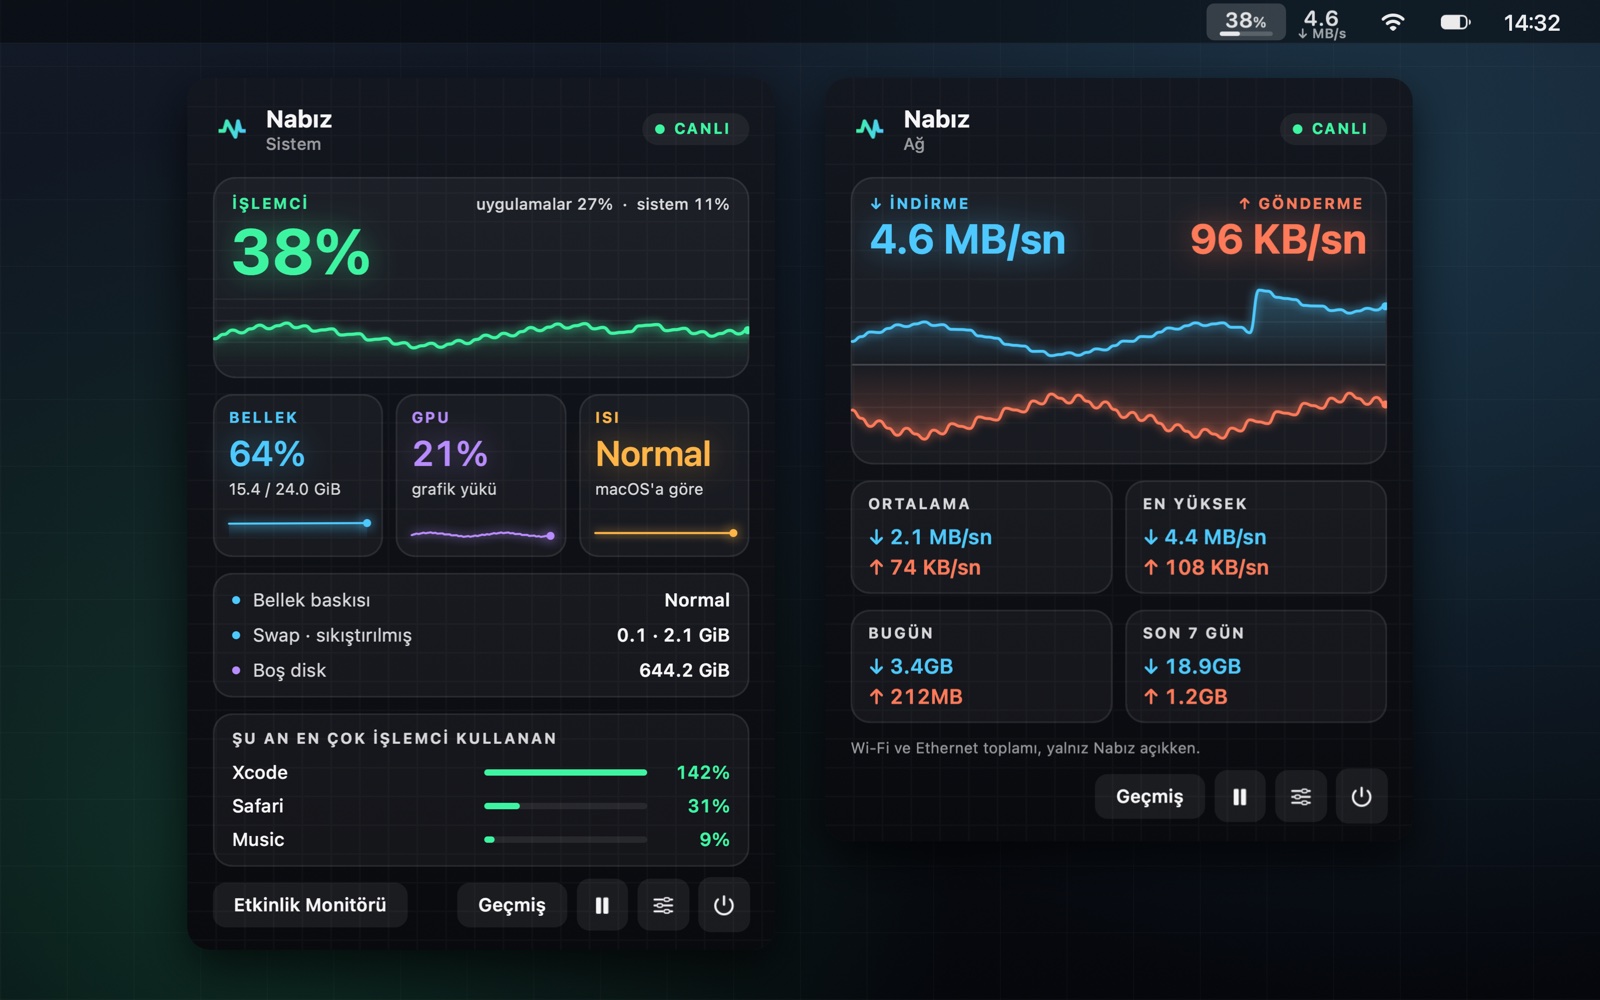 38%
4.6
↓ MB/s
14:32
Nabız
Sistem
CANLI
İŞLEMCİ
uygulamalar 27% · sistem 11%
38%
BELLEK
64%
15.4 / 24.0 GiB
GPU
21%
grafik yükü
ISI
Normal
macOS'a göre
Bellek baskısı Normal
Swap · sıkıştırılmış 0.1 · 2.1 GiB
Boş disk 644.2 GiB
ŞU AN EN ÇOK İŞLEMCİ KULLANAN
Xcode 142%
Safari 31%
Music 9%
Etkinlik Monitörü
Geçmiş
Nabız
Ağ
CANLI
↓ İNDİRME
4.6 MB/sn
↑ GÖNDERME
96 KB/sn
ORTALAMA
↓ 2.1 MB/sn
↑ 74 KB/sn
EN YÜKSEK
↓ 4.4 MB/sn
↑ 108 KB/sn
BUGÜN
↓ 3.4GB
↑ 212MB
SON 7 GÜN
↓ 18.9GB
↑ 1.2GB
Wi-Fi ve Ethernet toplamı, yalnız Nabız açıkken.
Geçmiş